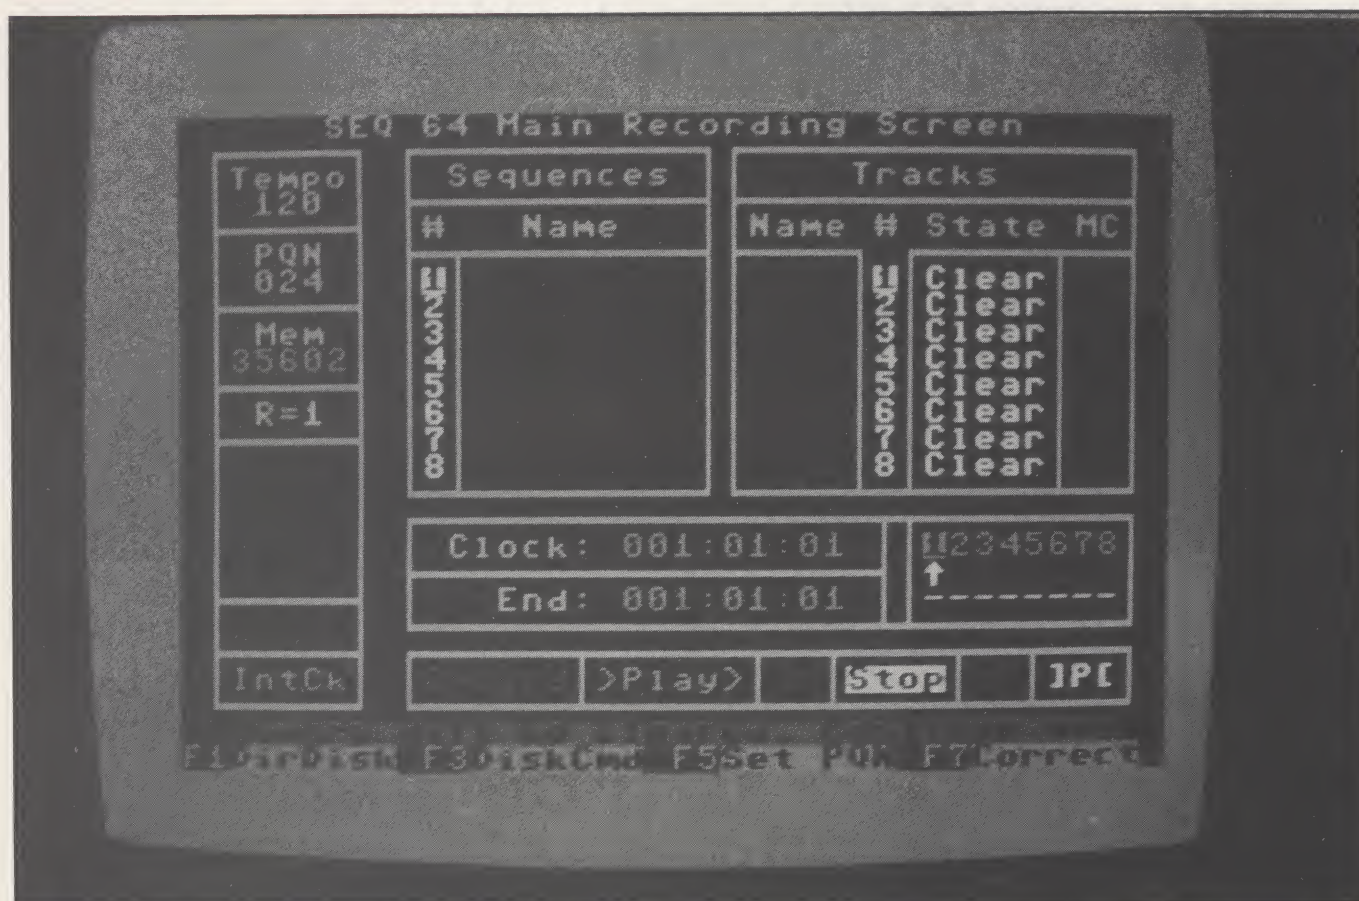 SEQ 64 Main Recording Screen
Tempo
120
PQN
024
Mem
35602
R=1
IntCk
Sequences
# Name
1
2
3
4
5
6
7
8
Tracks
Name # State MC
1 Clear
2 Clear
3 Clear
4 Clear
5 Clear
6 Clear
7 Clear
8 Clear
Clock: 001:01:01
End: 001:01:01
12345678
--------
>Play> Stop ]P[
F1DirDisk F3DiskCmd F5Set PQN F7Correct